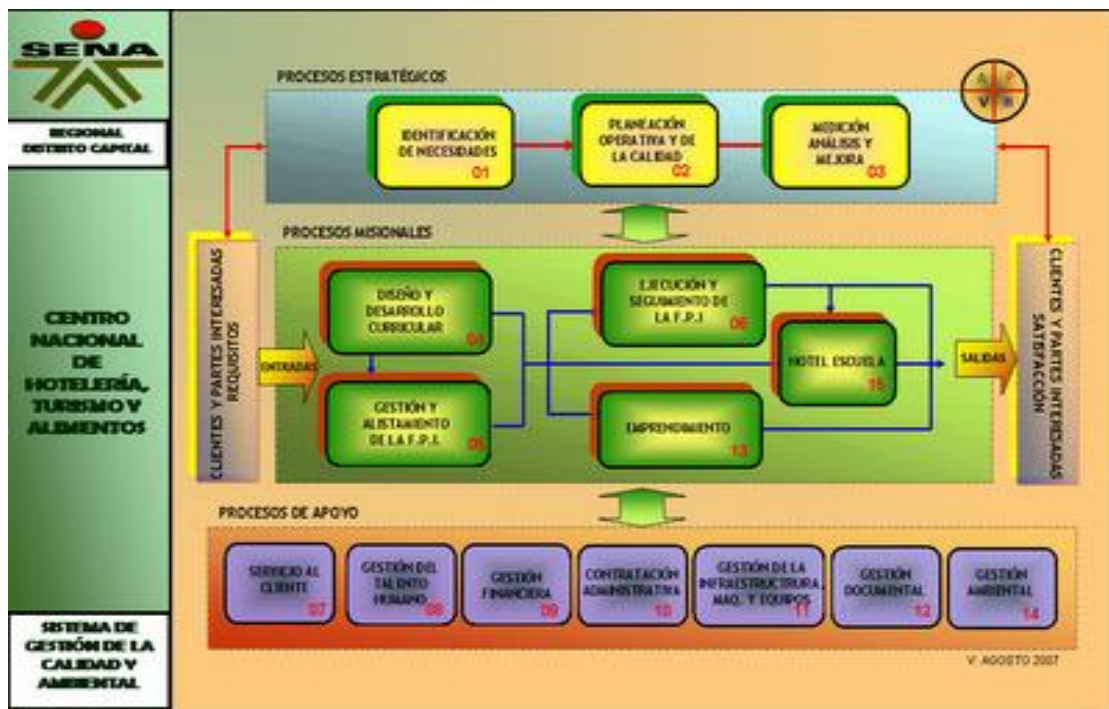 SENA
REGIONAL
DISTRITO CAPITAL
CENTRO
NACIONAL
DE
HOTELERÍA,
TURISMO Y
ALIMENTOS
SISTEMA DE
GESTIÓN DE LA
CALIDAD Y
AMBIENTAL
PROCESOS ESTRATÉGICOS
A P
V H
IDENTIFICACIÓN
DE NECESIDADES
01
PLANEACIÓN
OPERATIVA Y DE
LA CALIDAD
02
MEDICIÓN
ANÁLISIS Y
MEJORA
03
CLIENTES Y PARTES INTERESADAS
REQUISITOS
ENTRADAS
PROCESOS MISIONALES
DISEÑO Y
DESARROLLO
CURRICULAR
04
GESTIÓN Y
ALISTAMIENTO
DE LA F.P.I.
05
EJECUCIÓN Y
SEGUIMIENTO DE
LA F.P.I
06
EMPRENDIMIENTO
13
HOTEL ESCUELA
15
SALIDAS
CLIENTES Y PARTES INTERESADAS
SATISFACCIÓN
PROCESOS DE APOYO
SERVICIO AL
CLIENTE
07
GESTIÓN DEL
TALENTO
HUMANO
08
GESTIÓN
FINANCIERA
09
CONTRATACIÓN
ADMINISTRATIVA
10
GESTIÓN DE LA
INFRAESTRUCTRURA,
MAQ. Y EQUIPOS
11
GESTIÓN
DOCUMENTAL
12
GESTIÓN
AMBIENTAL
14
V: AGOSTO 2007